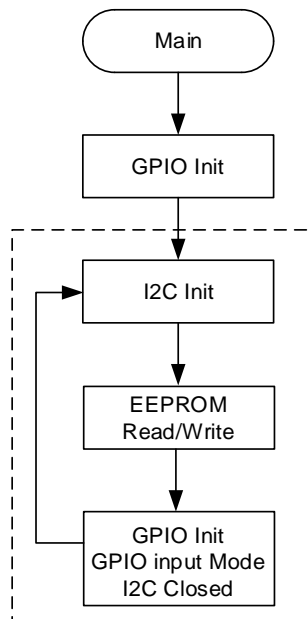 Main
GPIO Init
I2C Init
EEPROM
Read/Write
GPIO Init
GPIO input Mode
I2C Closed